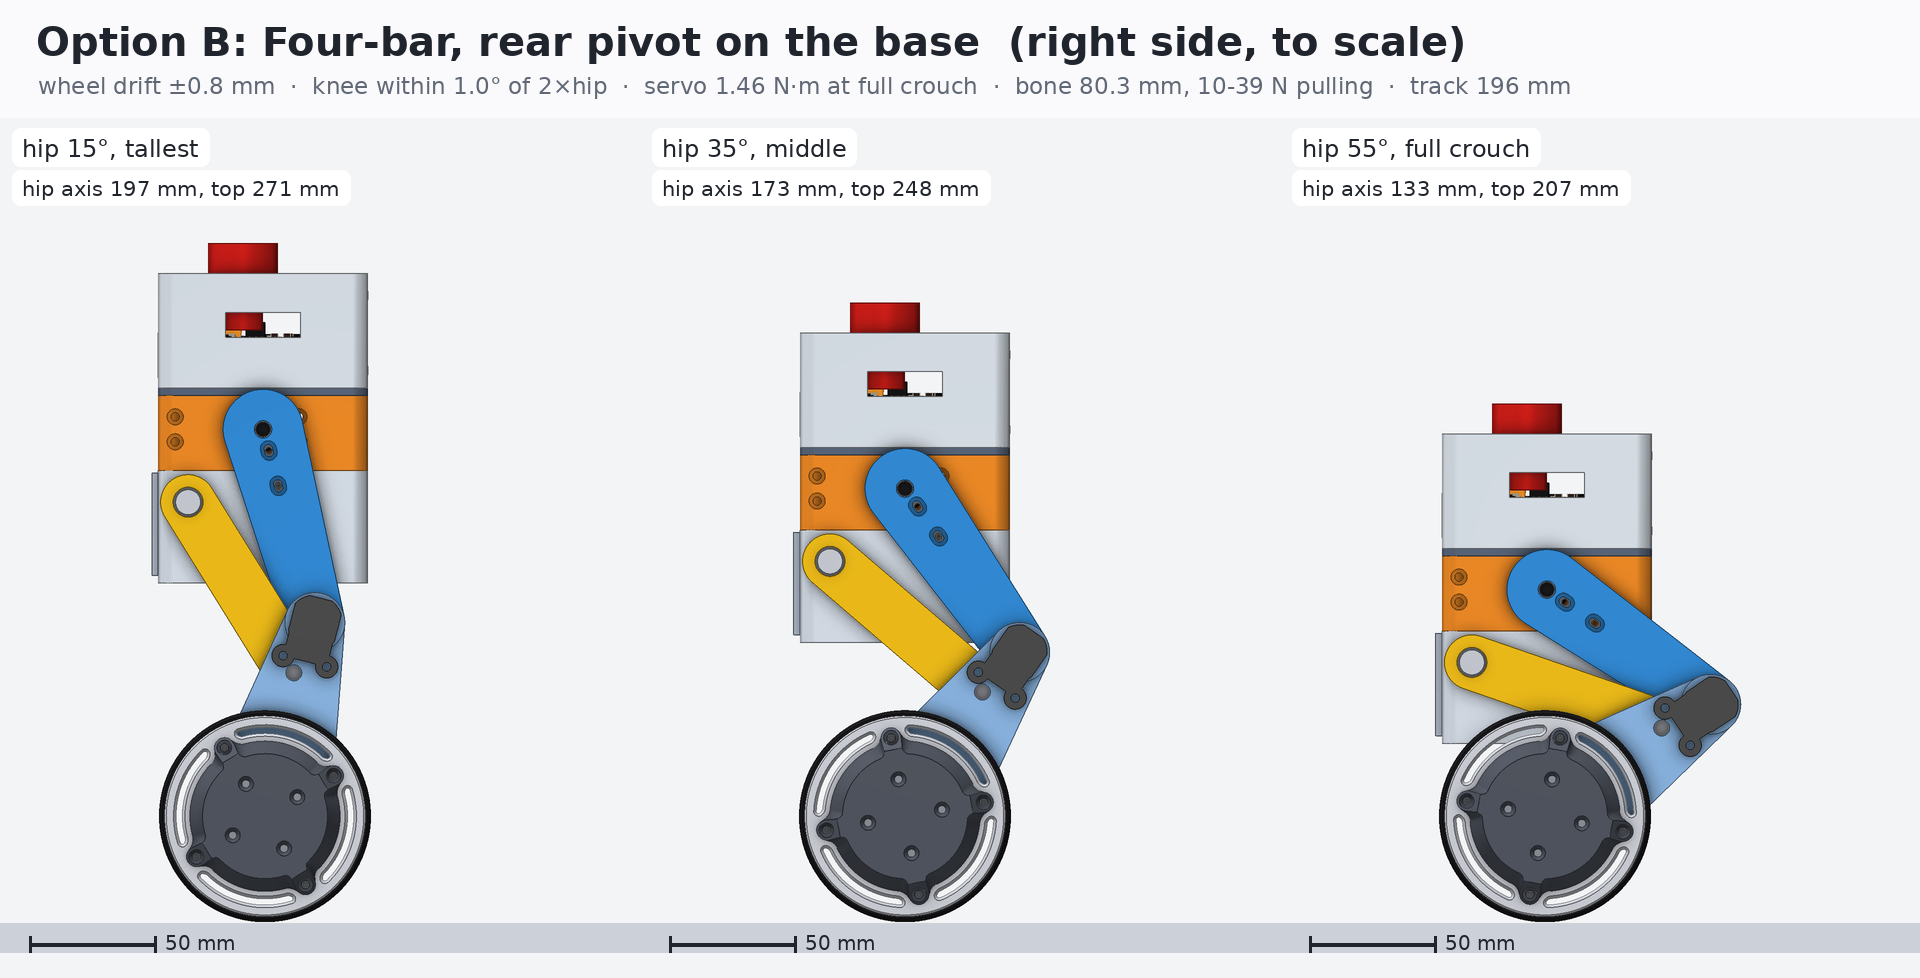 Option B: Four-bar, rear pivot on the base (right side, to scale)
wheel drift ±0.8 mm · knee within 1.0° of 2×hip · servo 1.46 N·m at full crouch · bone 80.3 mm, 10-39 N pulling · track 196 mm
hip 15°, tallest
hip axis 197 mm, top 271 mm
hip 35°, middle
hip axis 173 mm, top 248 mm
hip 55°, full crouch
hip axis 133 mm, top 207 mm
50 mm
50 mm
50 mm